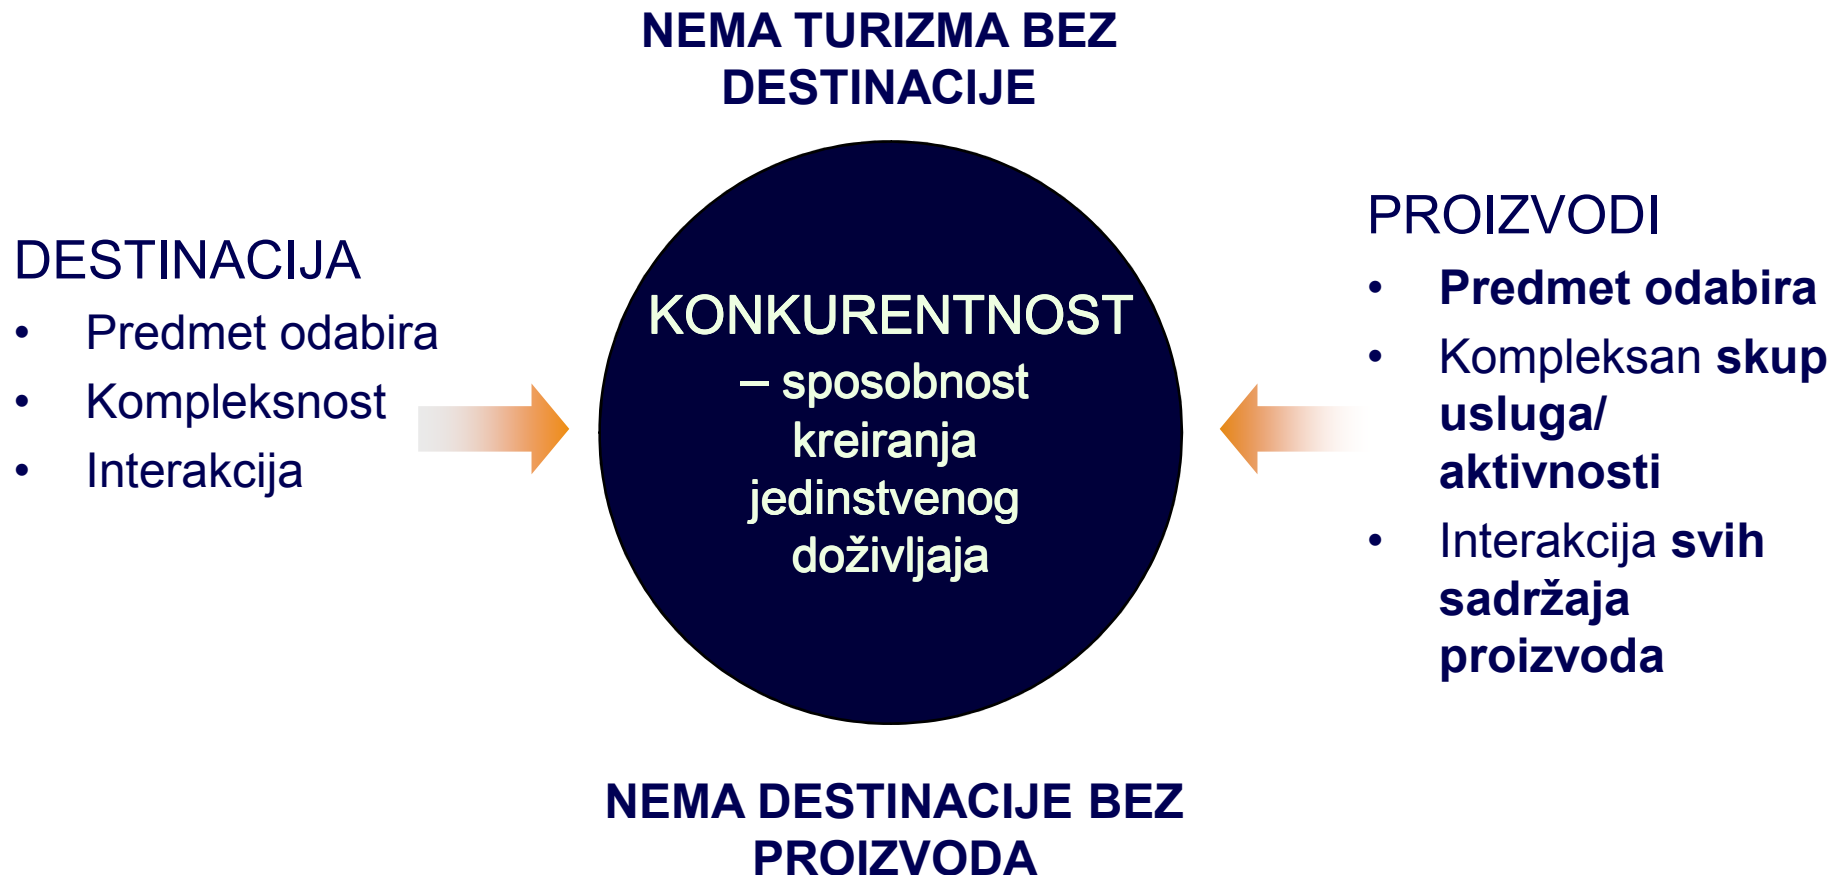 NEMA TURIZMA BEZ
DESTINACIJE
DESTINACIJA
• Predmet odabira
• Kompleksnost
• Interakcija
KONKURENTNOST
– sposobnost
kreiranja
jedinstvenog
doživljaja
PROIZVODI
• Predmet odabira
• Kompleksan skup
usluga/
aktivnosti
• Interakcija svih
sadržaja
proizvoda
NEMA DESTINACIJE BEZ
PROIZVODA